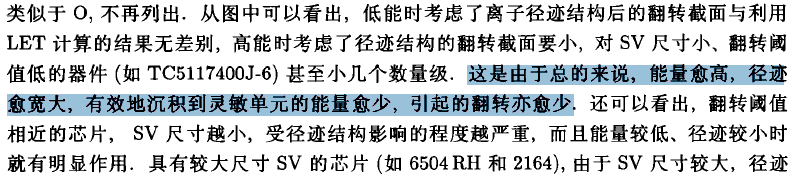 类似于 O, 不再列出. 从图中可以看出, 低能时考虑了离子径迹结构后的翻转截面与利用
LET 计算的结果无差别, 高能时考虑了径迹结构的翻转截面要小, 对 SV 尺寸小、翻转阈
值低的器件 (如 TC5117400J-6) 甚至小几个数量级. 这是由于总的来说, 能量愈高, 径迹
愈宽大, 有效地沉积到灵敏单元的能量愈少, 引起的翻转亦愈少. 还可以看出, 翻转阈值
相近的芯片, SV 尺寸越小, 受径迹结构影响的程度越严重, 而且能量较低、径迹较小时
就有明显作用. 具有较大尺寸 SV 的芯片 (如 6504 RH 和 2164), 由于 SV 尺寸较大, 径迹